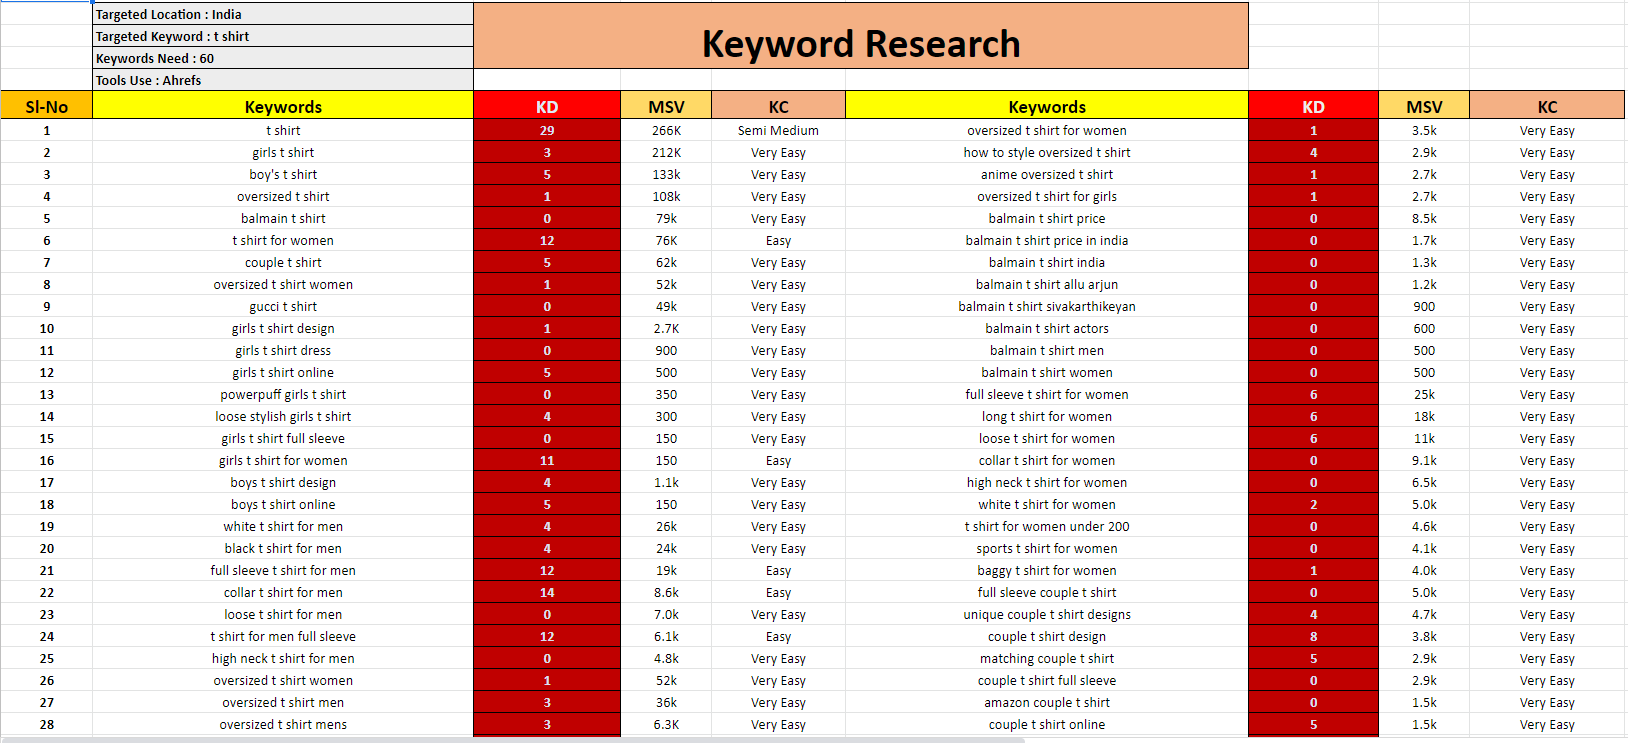 Targeted Location : India
Targeted Keyword : t shirt
Keywords Need : 60
Tools Use : Ahrefs
Keyword Research
Sl-No Keywords KD MSV KC Keywords KD MSV KC
1 t shirt 29 266K Semi Medium oversized t shirt for women 1 3.5k Very Easy
2 girls t shirt 3 212K Very Easy how to style oversized t shirt 4 2.9k Very Easy
3 boy's t shirt 5 133k Very Easy anime oversized t shirt 1 2.7k Very Easy
4 oversized t shirt 1 108k Very Easy oversized t shirt for girls 1 2.7k Very Easy
5 balmain t shirt 0 79k Very Easy balmain t shirt price 0 8.5k Very Easy
6 t shirt for women 12 76K Easy balmain t shirt price in india 0 1.7k Very Easy
7 couple t shirt 5 62k Very Easy balmain t shirt india 0 1.3k Very Easy
8 oversized t shirt women 1 52k Very Easy balmain t shirt allu arjun 0 1.2k Very Easy
9 gucci t shirt 0 49k Very Easy balmain t shirt sivakarthikeyan 0 900 Very Easy
10 girls t shirt design 1 2.7K Very Easy balmain t shirt actors 0 600 Very Easy
11 girls t shirt dress 0 900 Very Easy balmain t shirt men 0 500 Very Easy
12 girls t shirt online 5 500 Very Easy balmain t shirt women 0 500 Very Easy
13 powerpuff girls t shirt 0 350 Very Easy full sleeve t shirt for women 6 25k Very Easy
14 loose stylish girls t shirt 4 300 Very Easy long t shirt for women 6 18k Very Easy
15 girls t shirt full sleeve 0 150 Very Easy loose t shirt for women 6 11k Very Easy
16 girls t shirt for women 11 150 Easy collar t shirt for women 0 9.1k Very Easy
17 boys t shirt design 4 1.1k Very Easy high neck t shirt for women 0 6.5k Very Easy
18 boys t shirt online 5 150 Very Easy white t shirt for women 2 5.0k Very Easy
19 white t shirt for men 4 26k Very Easy t shirt for women under 200 0 4.6k Very Easy
20 black t shirt for men 4 24k Very Easy sports t shirt for women 0 4.1k Very Easy
21 full sleeve t shirt for men 12 19k Easy baggy t shirt for women 1 4.0k Very Easy
22 collar t shirt for men 14 8.6k Easy full sleeve couple t shirt 0 5.0k Very Easy
23 loose t shirt for men 0 7.0k Very Easy unique couple t shirt designs 4 4.7k Very Easy
24 t shirt for men full sleeve 12 6.1k Easy couple t shirt design 8 3.8k Very Easy
25 high neck t shirt for men 0 4.8k Very Easy matching couple t shirt 5 2.9k Very Easy
26 oversized t shirt women 1 52k Very Easy couple t shirt full sleeve 0 2.9k Very Easy
27 oversized t shirt men 3 36k Very Easy amazon couple t shirt 0 1.5k Very Easy
28 oversized t shirt mens 3 6.3K Very Easy couple t shirt online 5 1.5k Very Easy